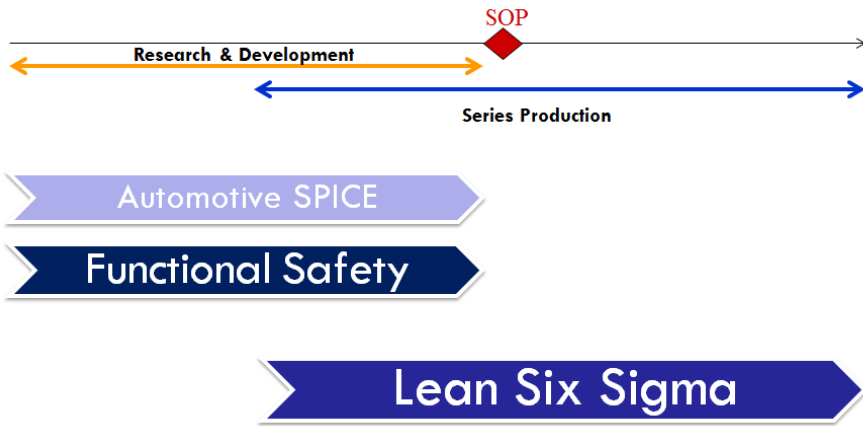 SOP
Research & Development
Series Production
Automotive SPICE
Functional Safety
Lean Six Sigma